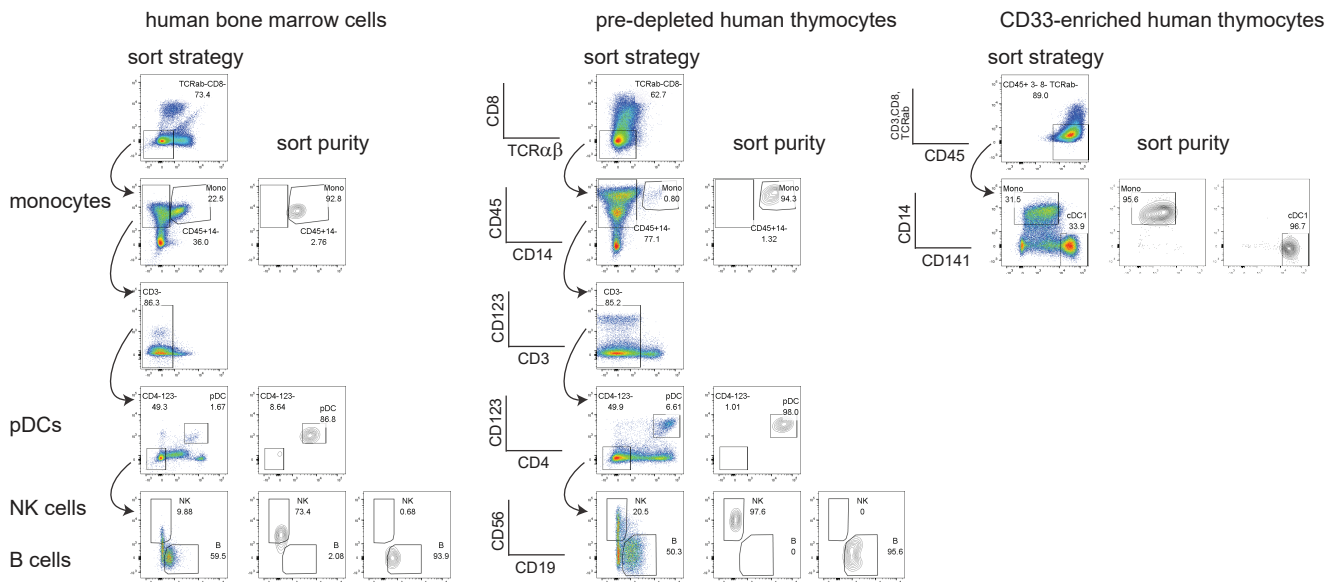 human bone marrow cells
pre-depleted human thymocytes
CD33-enriched human thymocytes
sort strategy
sort strategy
sort strategy
TCRab-CD8-
73.4
CD8
TCRαβ
TCRab-CD8-
62.7
CD3,CD8,
TCRab
CD45
CD45+ 3- 8- TCRab-
89.0
sort purity
sort purity
sort purity
monocytes
Mono
22.5
CD45+14-
36.0
Mono
92.8
CD45+14-
2.76
CD45
CD14
Mono
0.80
CD45+14-
77.1
Mono
94.3
CD45+14-
1.32
CD14
CD141
Mono
31.5
cDC1
33.9
Mono
95.6
cDC1
96.7
CD3-
86.3
CD123
CD3
CD3-
85.2
pDCs
CD4-123-
49.3
pDC
1.67
CD4-123-
8.64
pDC
86.8
CD123
CD4
CD4-123-
49.9
pDC
6.61
CD4-123-
1.01
pDC
98.0
NK cells
B cells
NK
9.88
B
59.5
NK
73.4
B
2.08
NK
0.68
B
93.9
CD56
CD19
NK
20.5
B
50.3
NK
97.6
B
0
NK
0
B
95.6